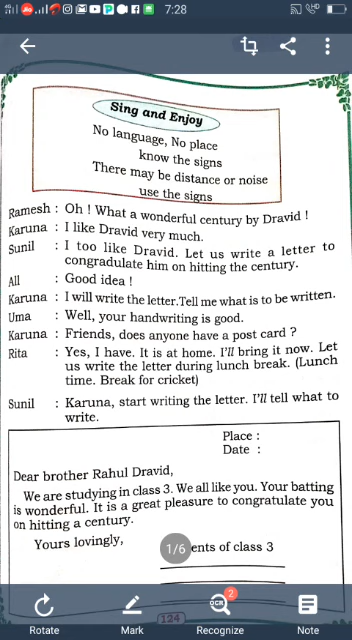 7:28
Sing and Enjoy
No language, No place
know the signs
There may be distance or noise
use the signs
Ramesh : Oh ! What a wonderful century by Dravid !
Karuna : I like Dravid very much.
Sunil : I too like Dravid. Let us write a letter to
congradulate him on hitting the century.
All : Good idea !
Karuna : I will write the letter.Tell me what is to be written.
Uma : Well, your handwriting is good.
Karuna : Friends, does anyone have a post card ?
Rita : Yes, I have. It is at home. I'll bring it now. Let
us write the letter during lunch break. (Lunch
time. Break for cricket)
Sunil : Karuna, start writing the letter. I'll tell what to
write.
Place :
Date :
Dear brother Rahul Dravid,
We are studying in class 3. We all like you. Your batting
is wonderful. It is a great pleasure to congratulate you
on hitting a century.
Yours lovingly,
1/6 ents of class 3
124
OCR 2
Rotate Mark Recognize Note